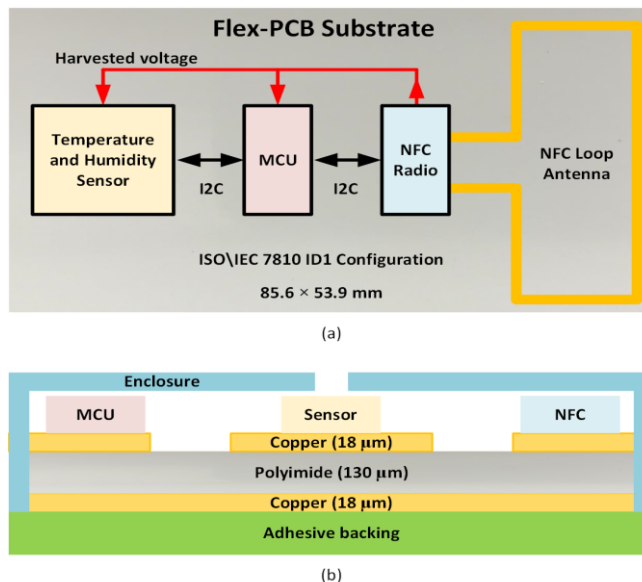 Flex-PCB Substrate
Harvested voltage
Temperature
and Humidity
Sensor
I2C
MCU
I2C
NFC
Radio
NFC Loop
Antenna
ISO\IEC 7810 ID1 Configuration
85.6 × 53.9 mm
(a)
Enclosure
MCU
Sensor
NFC
Copper (18 μm)
Polyimide (130 μm)
Copper (18 μm)
Adhesive backing
(b)